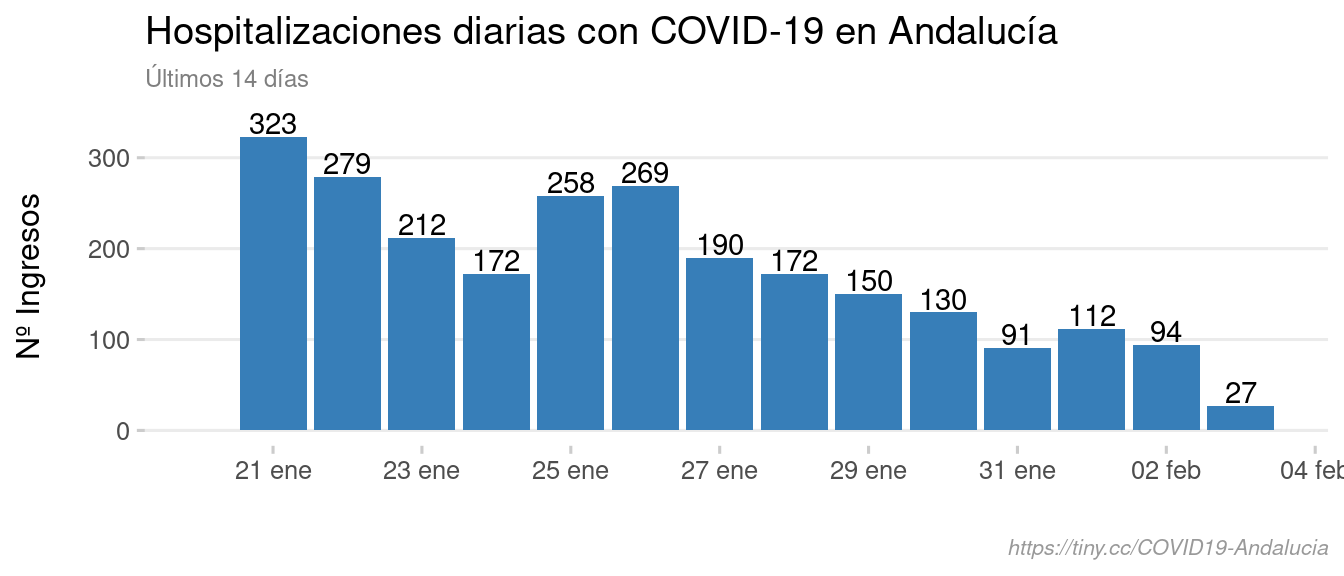 Hospitalizaciones diarias con COVID-19 en Andalucía
Últimos 14 días
Nº Ingresos
300
200
100
0
323
279
212
172
258
269
190
172
150
130
91
112
94
27
21 ene
23 ene
25 ene
27 ene
29 ene
31 ene
02 feb
04 feb
https://tiny.cc/COVID19-Andalucia